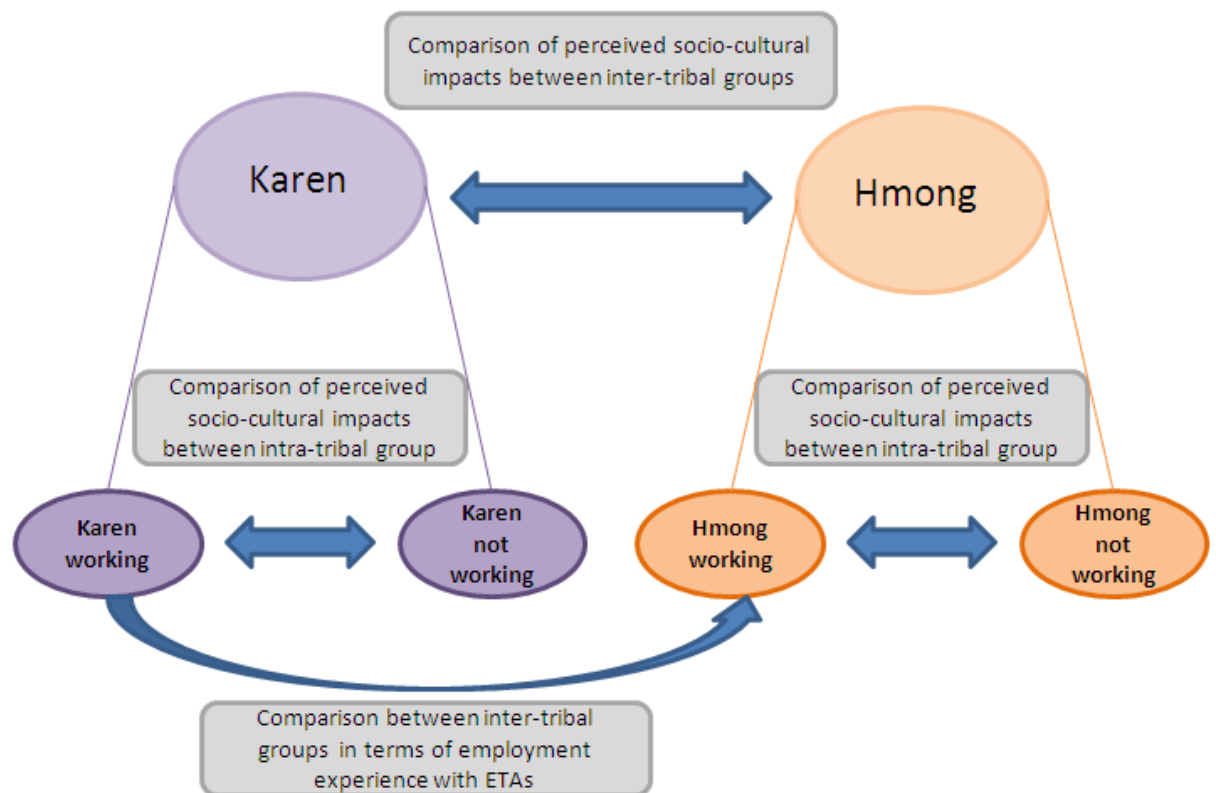 Comparison of perceived socio-cultural
impacts between inter-tribal groups
Karen
Hmong
Comparison of perceived
socio-cultural impacts
between intra-tribal group
Comparison of perceived
socio-cultural impacts
between intra-tribal group
Karen
working
Karen
not
working
Hmong
working
Hmong
not
working
Comparison between inter-tribal
groups in terms of employment
experience with ETAs